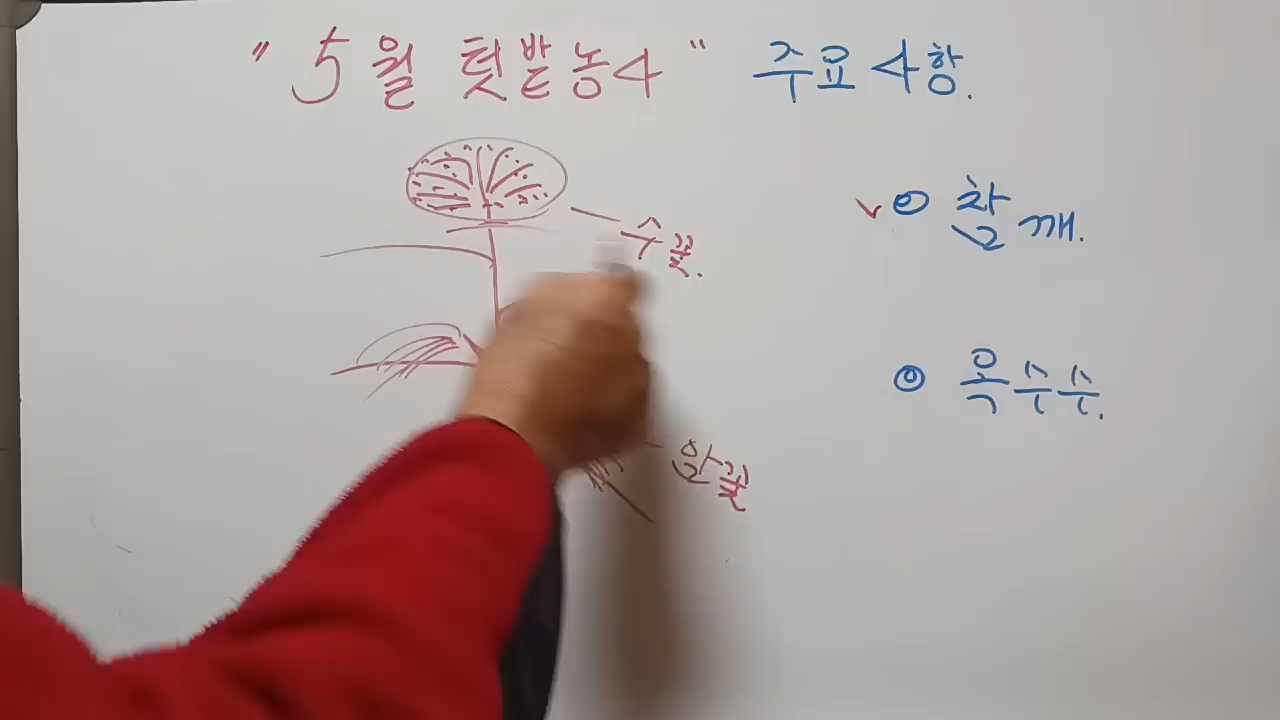 "5월 텃밭농사" 주요사항.
수꽃.
◎ 참깨.
◎ 옥수수.
암꽃